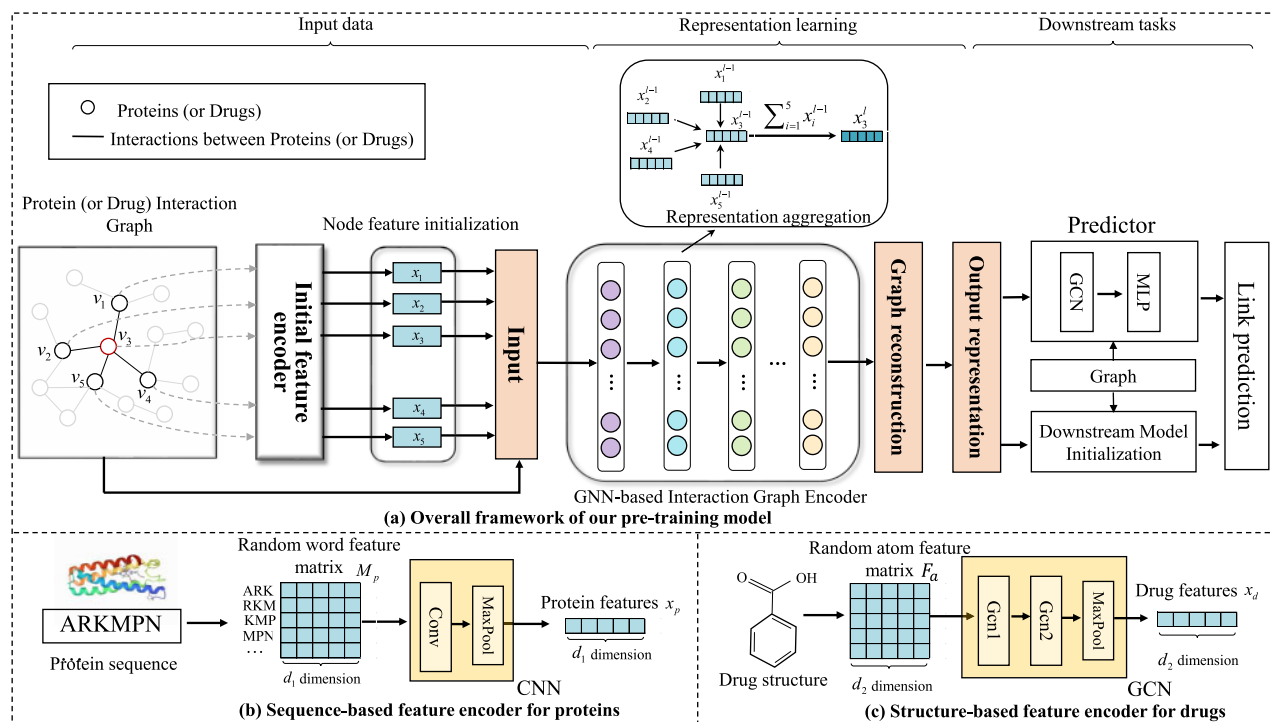 Input data
Representation learning
Downstream tasks
Proteins (or Drugs)
Interactions between Proteins (or Drugs)
x_1^{l-1}
x_2^{l-1}
x_3^{l-1}
x_4^{l-1}
x_5^{l-1}
∑_{i=1}^{5} x_i^{l-1}
x_3^l
Representation aggregation
Protein (or Drug) Interaction
Graph
v_1
v_2
v_3
v_4
v_5
Initial feature
encoder
Node feature initialization
x_1
x_2
x_3
x_4
x_5
Input
...
...
...
...
...
GNN-based Interaction Graph Encoder
Graph reconstruction
Output representation
Predictor
GCN
MLP
Graph
Downstream Model
Initialization
Link prediction
(a) Overall framework of our pre-training model
ARKMPN
Protein sequence
Random word feature
matrix M_p
ARK
RKM
KMP
MPN
...
d_1 dimension
Conv
MaxPool
CNN
Protein features x_p
d_1 dimension
(b) Sequence-based feature encoder for proteins
O
OH
Drug structure
Random atom feature
matrix F_a
d_2 dimension
Gcn1
Gcn2
MaxPool
GCN
Drug features x_d
d_2 dimension
(c) Structure-based feature encoder for drugs